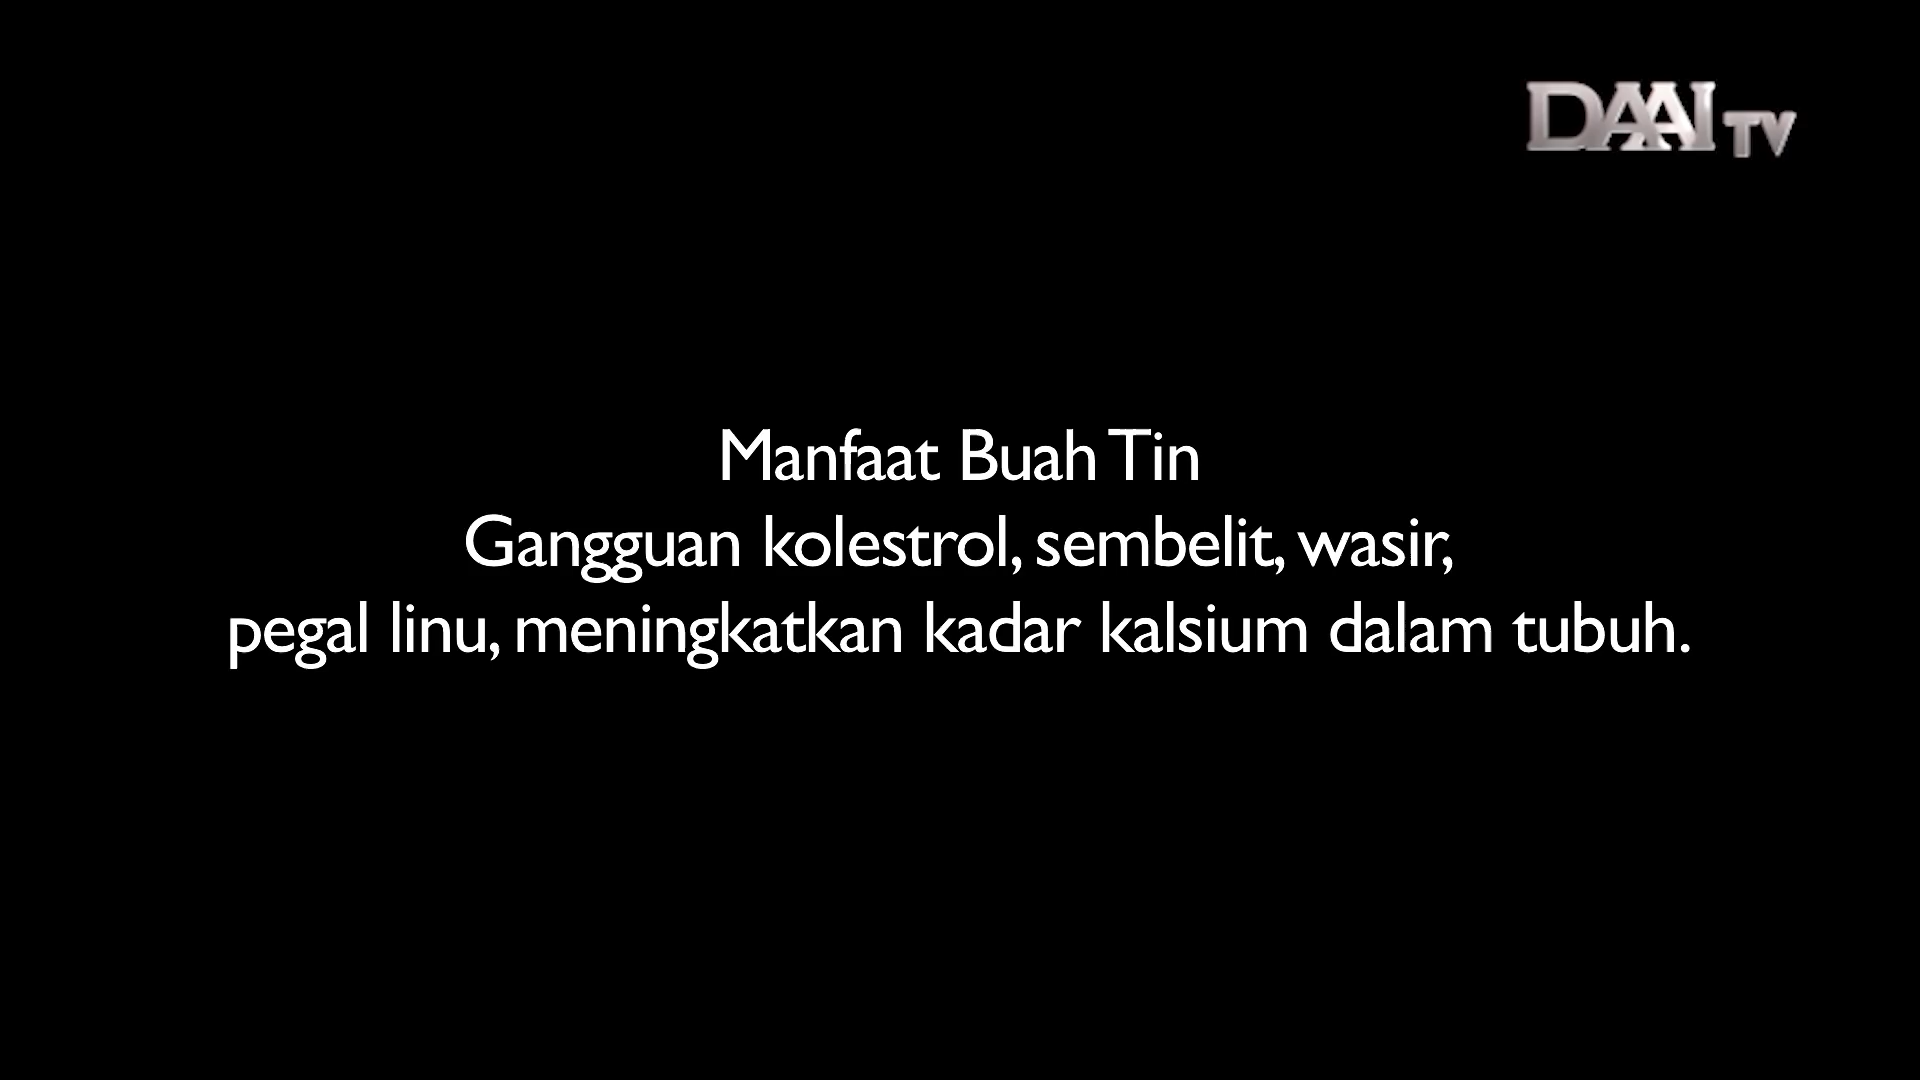 DAAI TV
Manfaat Buah Tin
Gangguan kolestrol, sembelit, wasir,
pegal linu, meningkatkan kadar kalsium dalam tubuh.